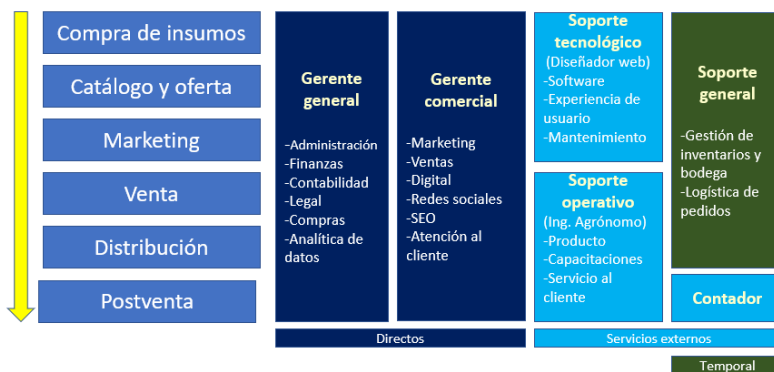 Compra de insumos
Catálogo y oferta
Marketing
Venta
Distribución
Postventa
Gerente
general
-Administración
-Finanzas
-Contabilidad
-Legal
-Compras
-Analítica de
datos
Gerente
comercial
-Marketing
-Ventas
-Digital
-Redes sociales
-SEO
-Atención al
cliente
Soporte
tecnológico
(Diseñador web)
-Software
-Experiencia de
usuario
-Mantenimiento
Soporte
operativo
(Ing. Agrónomo)
-Producto
-Capacitaciones
-Servicio al
cliente
Soporte
general
-Gestión de
inventarios y
bodega
-Logística de
pedidos
Contador
Directos
Servicios externos
Temporal